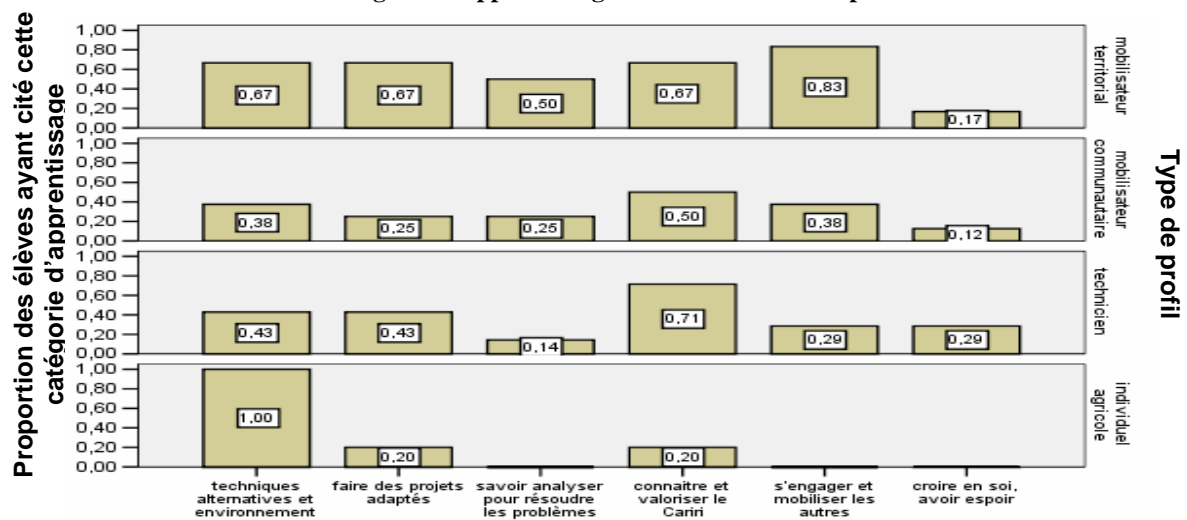 Proportion des élèves ayant cité cette
catégorie d'apprentissage
1,00
0,80
0,60
0,40
0,20
0,00
0,67
0,67
0,50
0,67
0,83
0,17
mobilisateur
territorial
1,00
0,80
0,60
0,40
0,20
0,00
0,38
0,25
0,25
0,50
0,38
0,12
mobilisateur
communautaire
1,00
0,80
0,60
0,40
0,20
0,00
0,43
0,43
0,14
0,71
0,29
0,29
technicien
1,00
0,80
0,60
0,40
0,20
0,00
1,00
0,20
0,20
individuel
agricole
Type de profil
techniques
alternatives et
environnement
faire des projets
adaptés
savoir analyser
pour résoudre
les problèmes
connaître et
valoriser le
Cariri
s'engager et
mobiliser les
autres
croire en soi,
avoir espoir